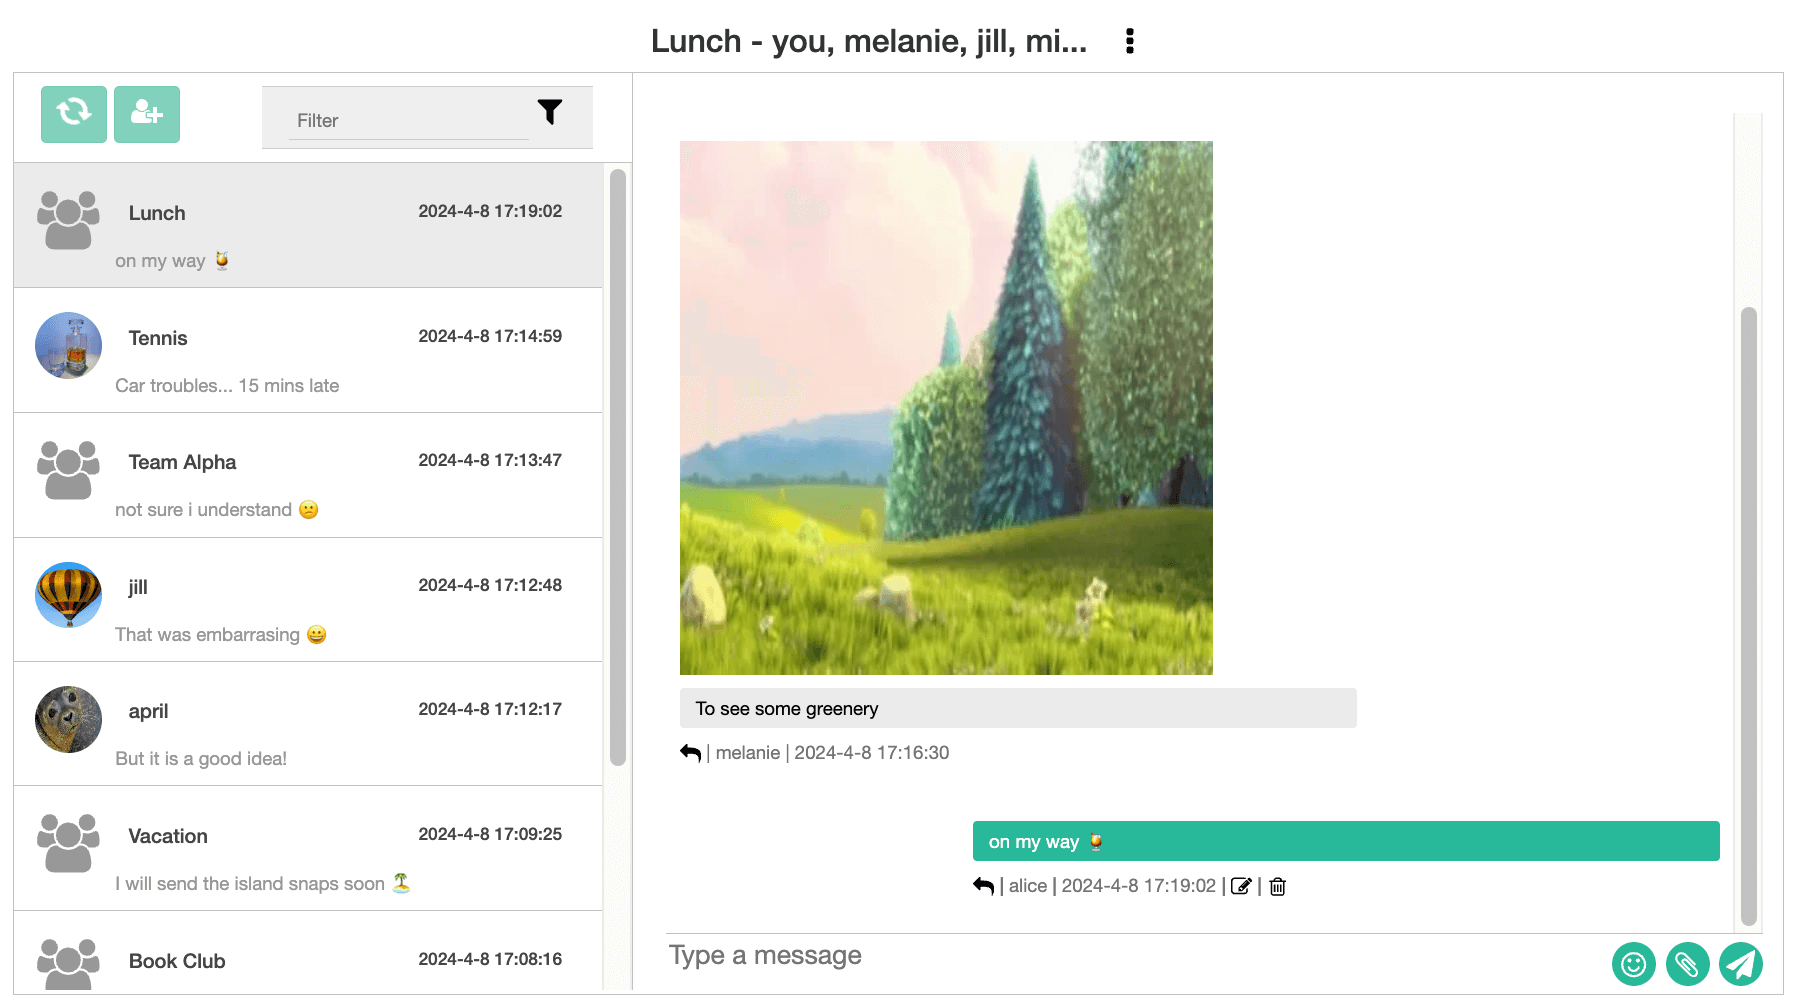 Lunch - you, melanie, jill, mi...
Filter
Lunch
2024-4-8 17:19:02
on my way 🍹
Tennis
2024-4-8 17:14:59
Car troubles... 15 mins late
Team Alpha
2024-4-8 17:13:47
not sure i understand 😕
jill
2024-4-8 17:12:48
That was embarrasing 😀
april
2024-4-8 17:12:17
But it is a good idea!
Vacation
2024-4-8 17:09:25
I will send the island snaps soon 🏝️
Book Club
2024-4-8 17:08:16
To see some greenery
| melanie | 2024-4-8 17:16:30
on my way 🍹
| alice | 2024-4-8 17:19:02 | |
Type a message